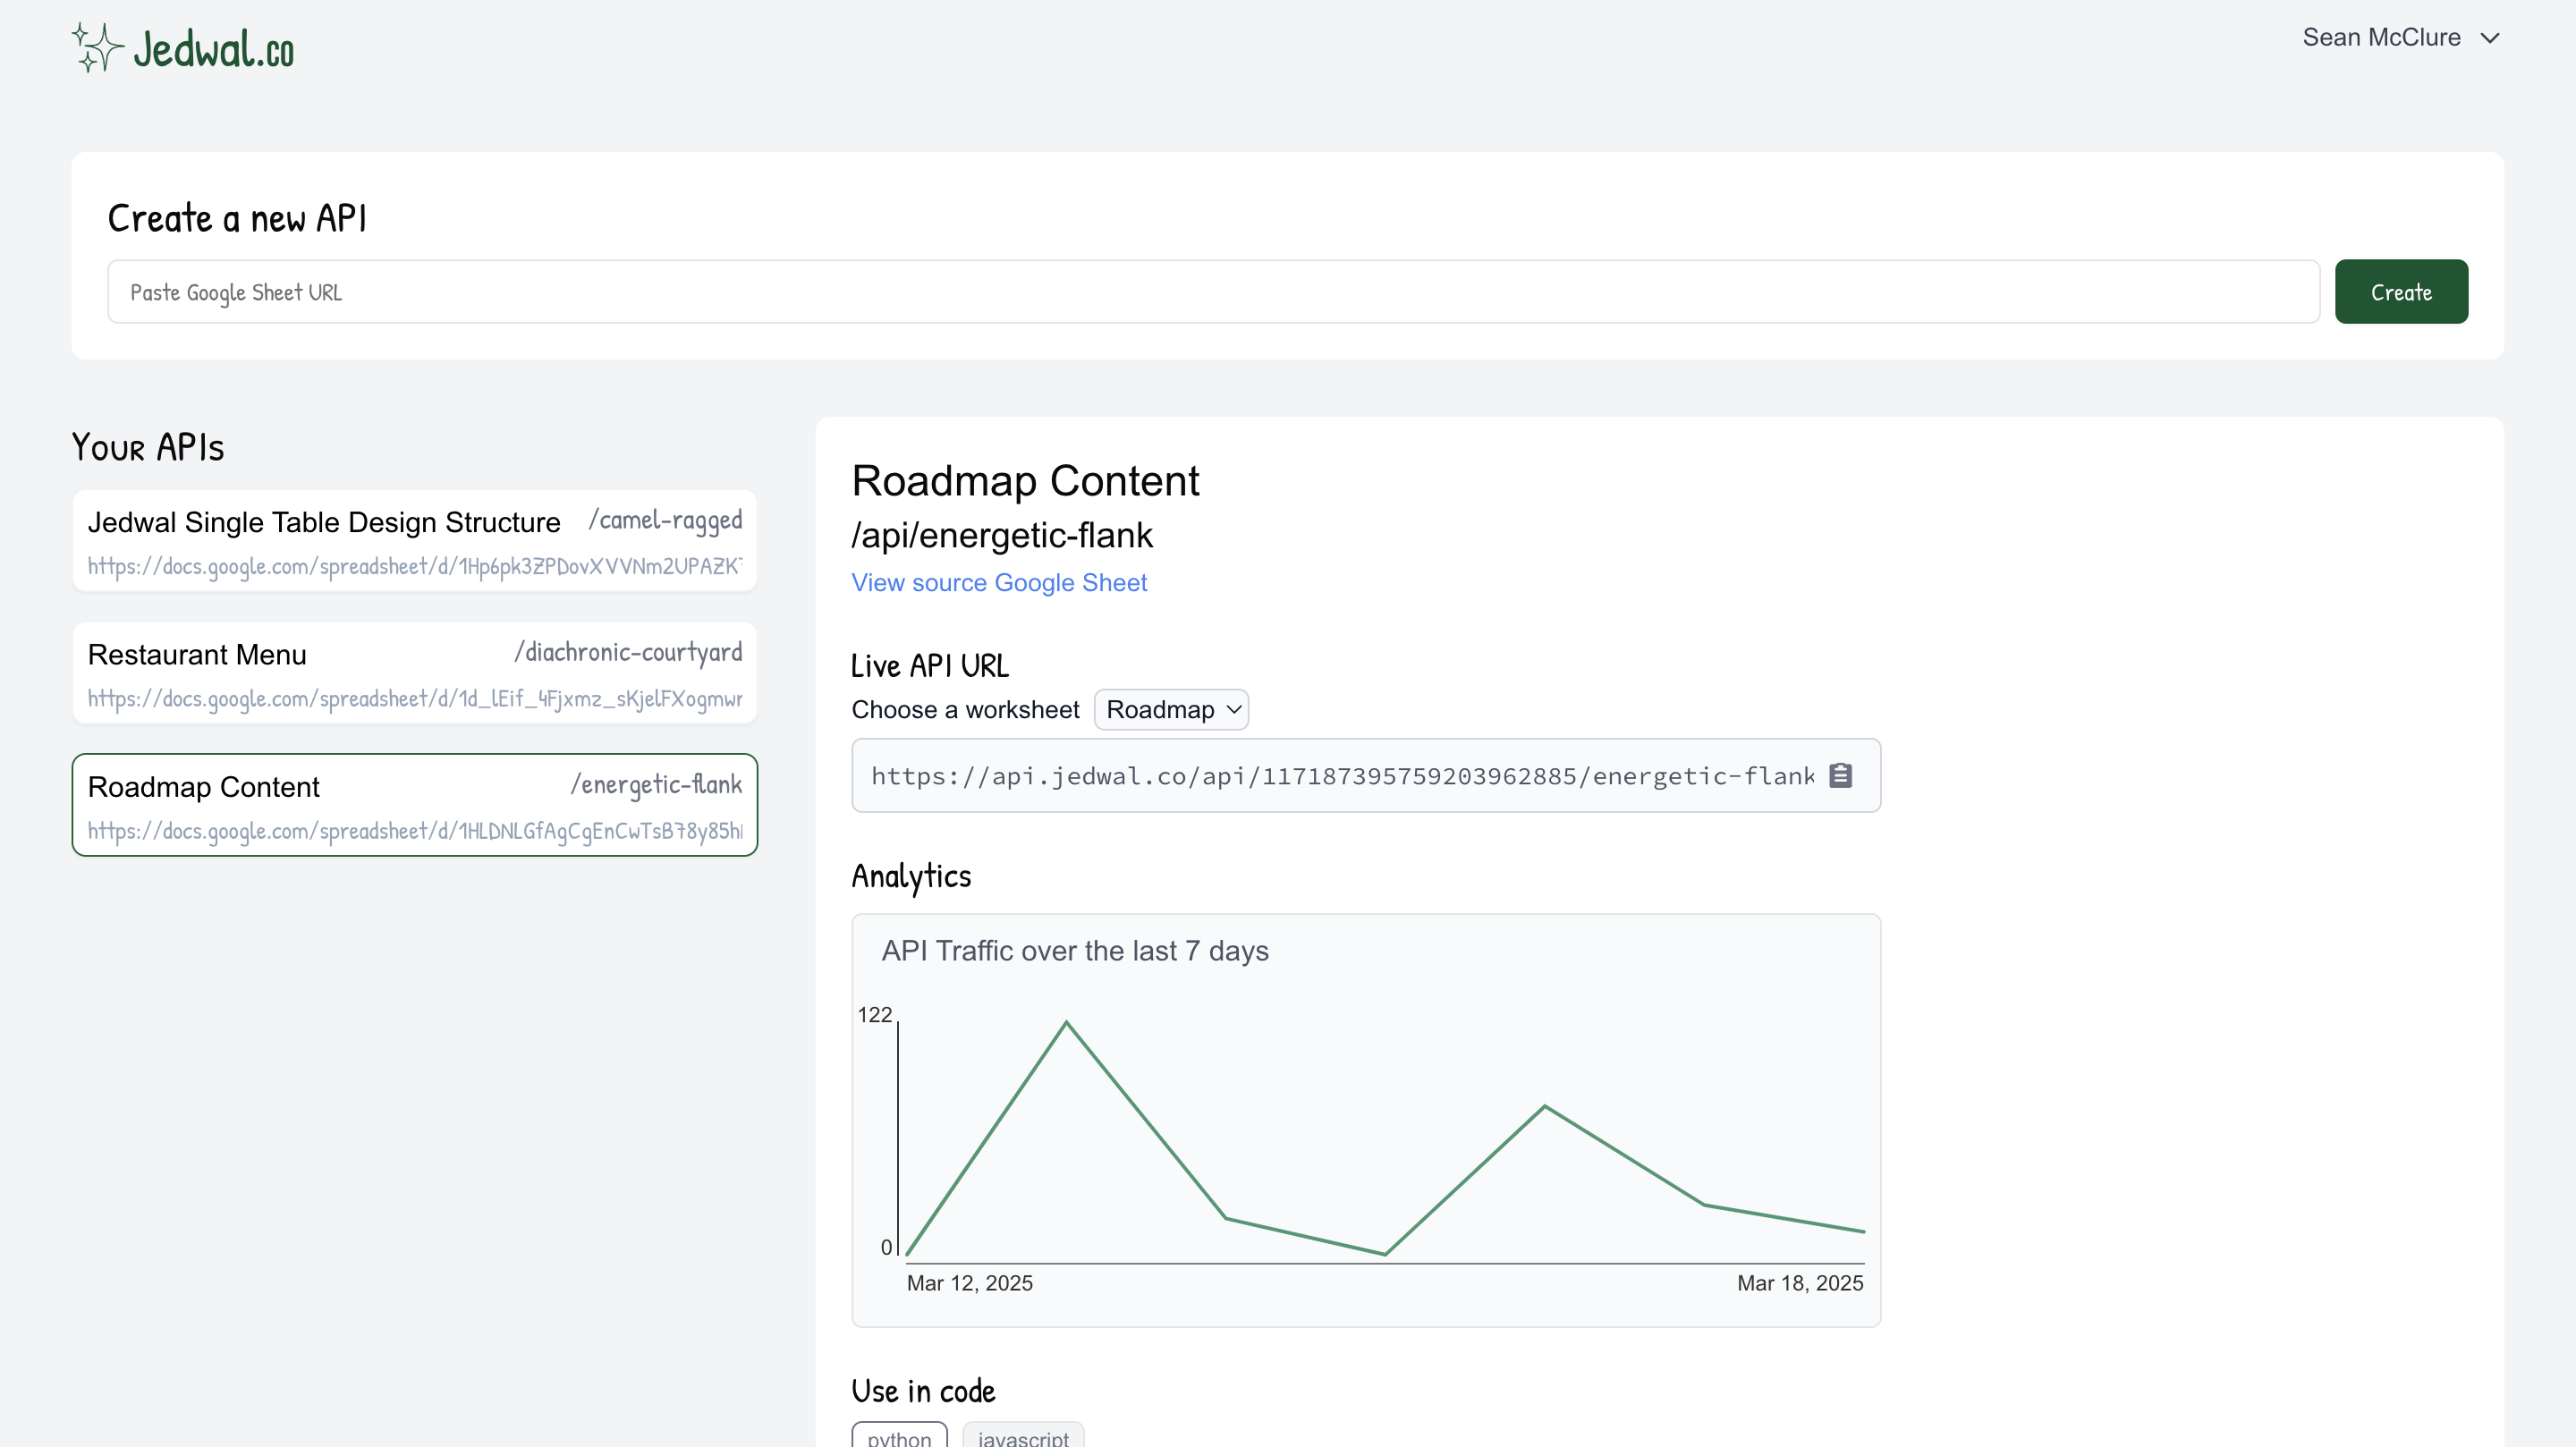 Jedwal.co
Sean McClure
Create a new API
Paste Google Sheet URL
Create
Your APIs
Jedwal Single Table Design Structure /camel-ragged
https://docs.google.com/spreadsheet/d/1Hp6pk3ZPDovXVVNm2UPAZK
Restaurant Menu /diachronic-courtyard
https://docs.google.com/spreadsheet/d/1d_lEif_4Fjxmz_sKjelFXogmwr
Roadmap Content /energetic-flank
https://docs.google.com/spreadsheet/d/1HLDNLGfAgCgEnCwTsB78y85h
Roadmap Content
/api/energetic-flank
View source Google Sheet
Live API URL
Choose a worksheet Roadmap
https://api.jedwal.co/api/117187395759203962885/energetic-flank
Analytics
API Traffic over the last 7 days
122
0
Mar 12, 2025 Mar 18, 2025
Use in code
python javascript